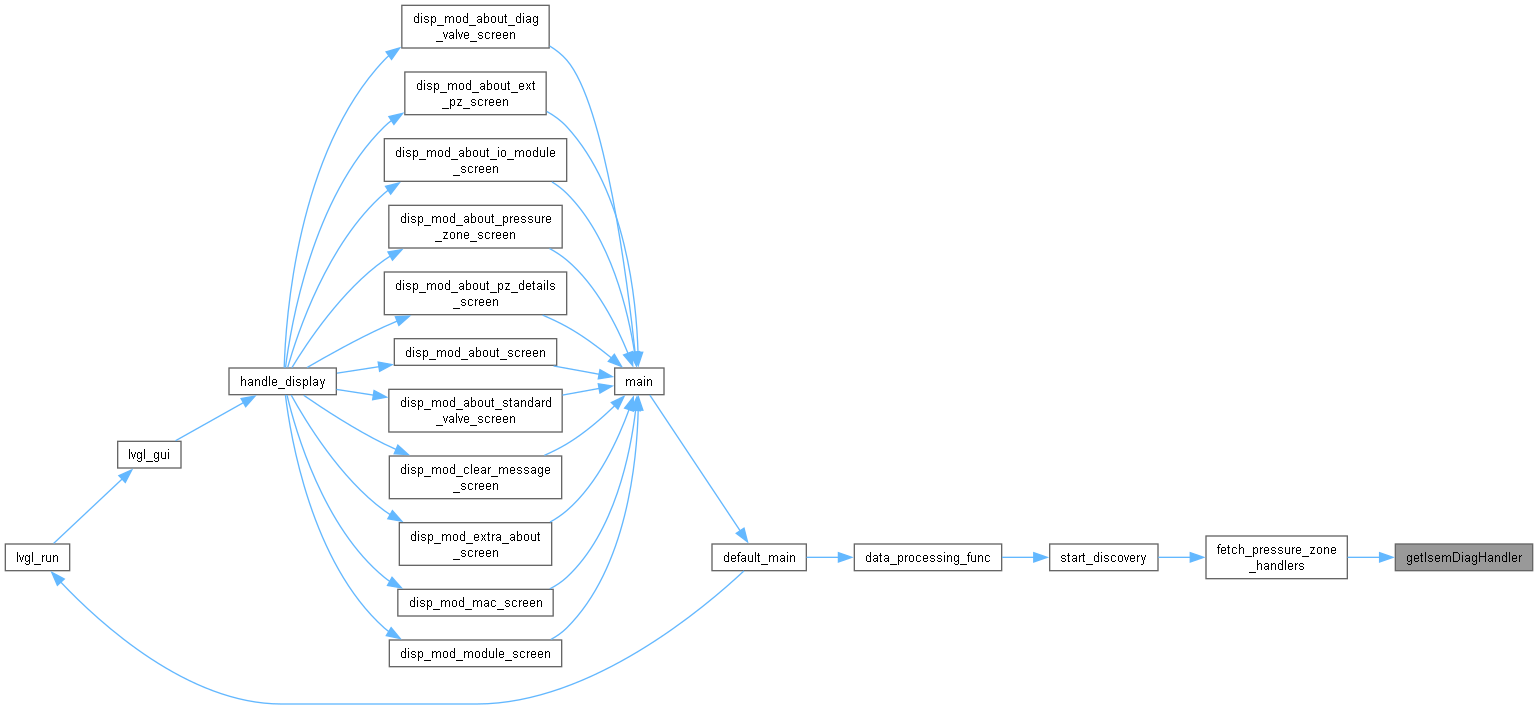 disp_mod_about_diag
_valve_screen
disp_mod_about_ext
_pz_screen
disp_mod_about_io_module
_screen
disp_mod_about_pressure
_zone_screen
disp_mod_about_pz_details
_screen
disp_mod_about_screen
handle_display
main
disp_mod_about_standard
_valve_screen
lvgl_gui
disp_mod_clear_message
_screen
disp_mod_extra_about
_screen
lvgl_run
default_main
data_processing_func
start_discovery
fetch_pressure_zone
_handlers
getIsemDiagHandler
disp_mod_mac_screen
disp_mod_module_screen